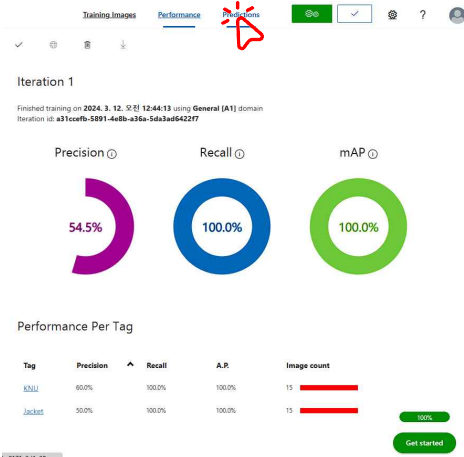 Training Images Performance Predictions
?
Iteration 1
Finished training on 2024. 3. 12. 오전 12:44:13 using General [A1] domain
Iteration id: a31ccefb-5891-4e8b-a36a-5da3ad6422f7
Precision Recall mAP
54.5% 100.0% 100.0%
Performance Per Tag
Tag Precision Recall A.P. Image count
KNU 60.0% 100.0% 100.0% 15
Jacket 50.0% 100.0% 100.0% 15
100%
Get started